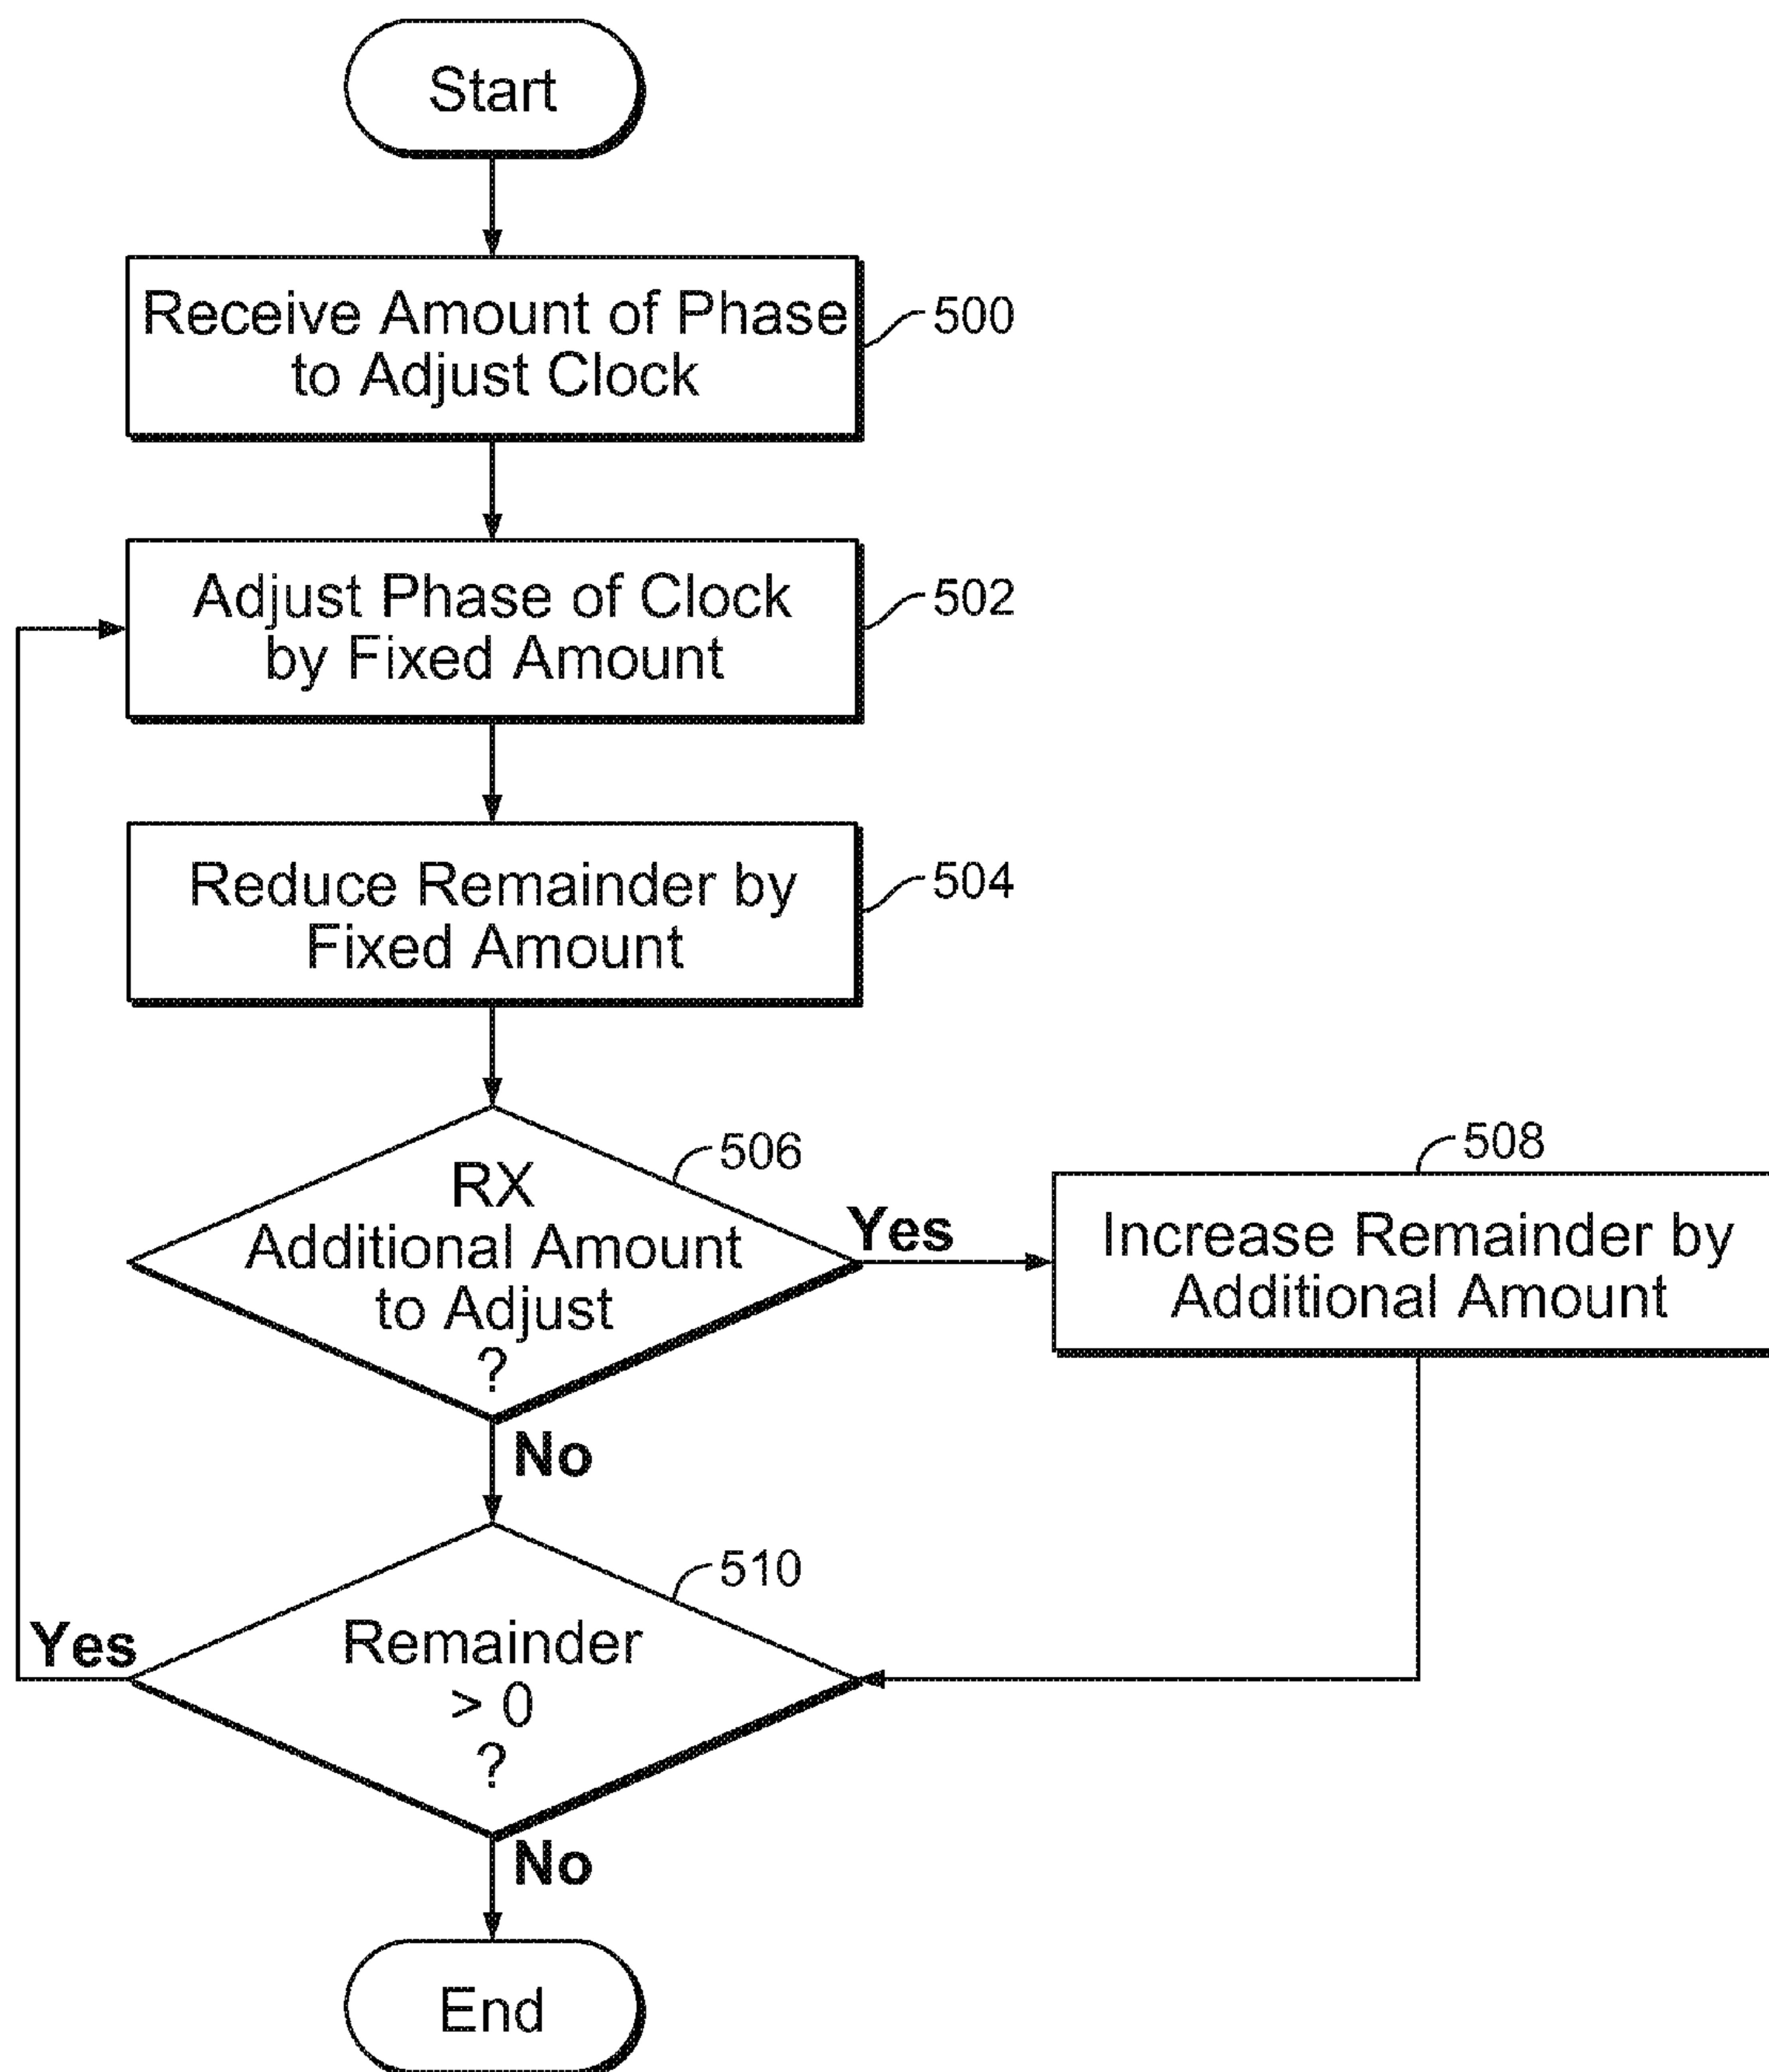 Start
Receive Amount of Phase
to Adjust Clock
500
Adjust Phase of Clock
by Fixed Amount
502
Reduce Remainder by
Fixed Amount
504
RX
Additional Amount
to Adjust
?
506
Yes
508
Increase Remainder by
Additional Amount
No
510
Remainder
> 0
?
Yes
No
End